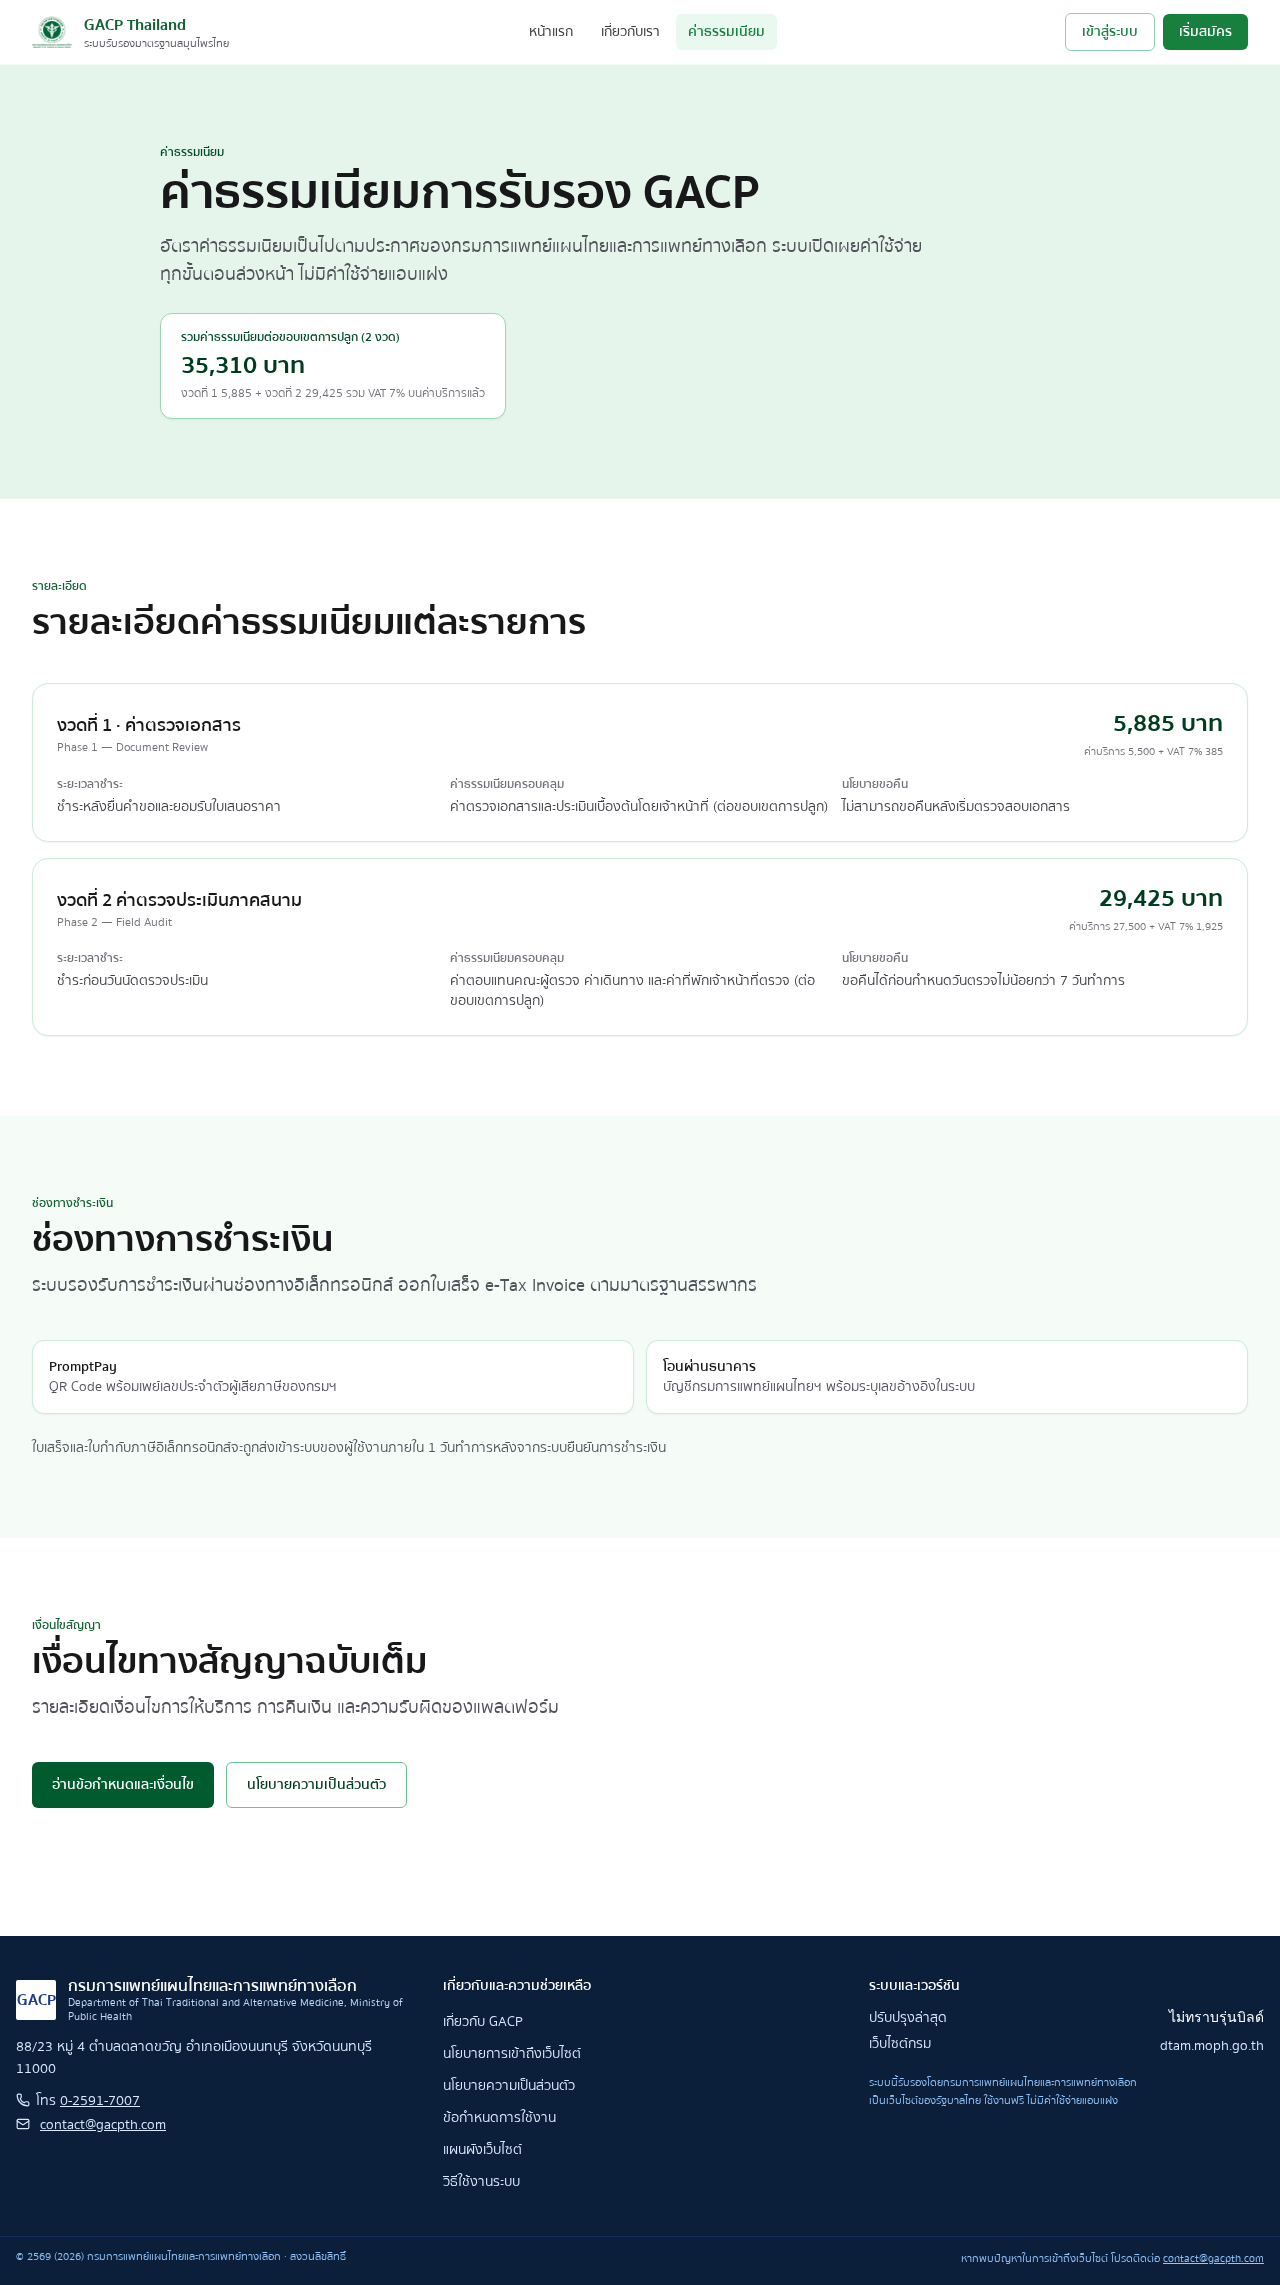 GACP Thailand
ระบบรับรองมาตรฐานสมุนไพรไทย
หน้าแรก
เกี่ยวกับเรา
ค่าธรรมเนียม
เข้าสู่ระบบ
เริ่มสมัคร
ค่าธรรมเนียม
ค่าธรรมเนียมการรับรอง GACP
อัตราค่าธรรมเนียมเป็นไปตามประกาศของกรมการแพทย์แผนไทยและการแพทย์ทางเลือก ระบบเปิดเผยค่าใช้จ่าย
ทุกขั้นตอนล่วงหน้า ไม่มีค่าใช้จ่ายแอบแฝง
รวมค่าธรรมเนียมต่อขอบเขตการปลูก (2 งวด)
35,310 บาท
งวดที่ 1 5,885 + งวดที่ 2 29,425 รวม VAT 7% บนค่าบริการแล้ว
รายละเอียด
รายละเอียดค่าธรรมเนียมแต่ละรายการ
งวดที่ 1 · ค่าตรวจเอกสาร
Phase 1 — Document Review
5,885 บาท
ค่าบริการ 5,500 + VAT 7% 385
ระยะเวลาชำระ
ชำระหลังยื่นคำขอและยอมรับใบเสนอราคา
ค่าธรรมเนียมครอบคลุม
ค่าตรวจเอกสารและประเมินเบื้องต้นโดยเจ้าหน้าที่ (ต่อขอบเขตการปลูก)
นโยบายขอคืน
ไม่สามารถขอคืนหลังเริ่มตรวจสอบเอกสาร
งวดที่ 2 ค่าตรวจประเมินภาคสนาม
Phase 2 — Field Audit
29,425 บาท
ค่าบริการ 27,500 + VAT 7% 1,925
ระยะเวลาชำระ
ชำระก่อนวันนัดตรวจประเมิน
ค่าธรรมเนียมครอบคลุม
ค่าตอบแทนคณะผู้ตรวจ ค่าเดินทาง และค่าที่พักเจ้าหน้าที่ตรวจ (ต่อ
ขอบเขตการปลูก)
นโยบายขอคืน
ขอคืนได้ก่อนกำหนดวันตรวจไม่น้อยกว่า 7 วันทำการ
ช่องทางชำระเงิน
ช่องทางการชำระเงิน
ระบบรองรับการชำระเงินผ่านช่องทางอิเล็กทรอนิกส์ ออกใบเสร็จ e-Tax Invoice ตามมาตรฐานสรรพากร
PromptPay
QR Code พร้อมเพย์เลขประจำตัวผู้เสียภาษีของกรมฯ
โอนผ่านธนาคาร
บัญชีกรมการแพทย์แผนไทยฯ พร้อมระบุเลขอ้างอิงในระบบ
ใบเสร็จและใบกำกับภาษีอิเล็กทรอนิกส์จะถูกส่งเข้าระบบของผู้ใช้งานภายใน 1 วันทำการหลังจากระบบยืนยันการชำระเงิน
เงื่อนไขสัญญา
เงื่อนไขทางสัญญาฉบับเต็ม
รายละเอียดเงื่อนไขการให้บริการ การคืนเงิน และความรับผิดของแพลตฟอร์ม
อ่านข้อกำหนดและเงื่อนไข
นโยบายความเป็นส่วนตัว
GACP
กรมการแพทย์แผนไทยและการแพทย์ทางเลือก
Department of Thai Traditional and Alternative Medicine, Ministry of
Public Health
88/23 หมู่ 4 ตำบลตลาดขวัญ อำเภอเมืองนนทบุรี จังหวัดนนทบุรี
11000
โทร 0-2591-7007
contact@gacpth.com
เกี่ยวกับและความช่วยเหลือ
เกี่ยวกับ GACP
นโยบายการเข้าถึงเว็บไซต์
นโยบายความเป็นส่วนตัว
ข้อกำหนดการใช้งาน
แผนผังเว็บไซต์
วิธีใช้งานระบบ
ระบบและเวอร์ชัน
ปรับปรุงล่าสุด
ไม่ทราบรุ่นบิลด์
เว็บไซต์กรม
dtam.moph.go.th
ระบบนี้รับรองโดยกรมการแพทย์แผนไทยและการแพทย์ทางเลือก
เป็นเว็บไซต์ของรัฐบาลไทย ใช้งานฟรี ไม่มีค่าใช้จ่ายแอบแฝง
© 2569 (2026) กรมการแพทย์แผนไทยและการแพทย์ทางเลือก · สงวนลิขสิทธิ์
หากพบปัญหาในการเข้าถึงเว็บไซต์ โปรดติดต่อ contact@gacpth.com